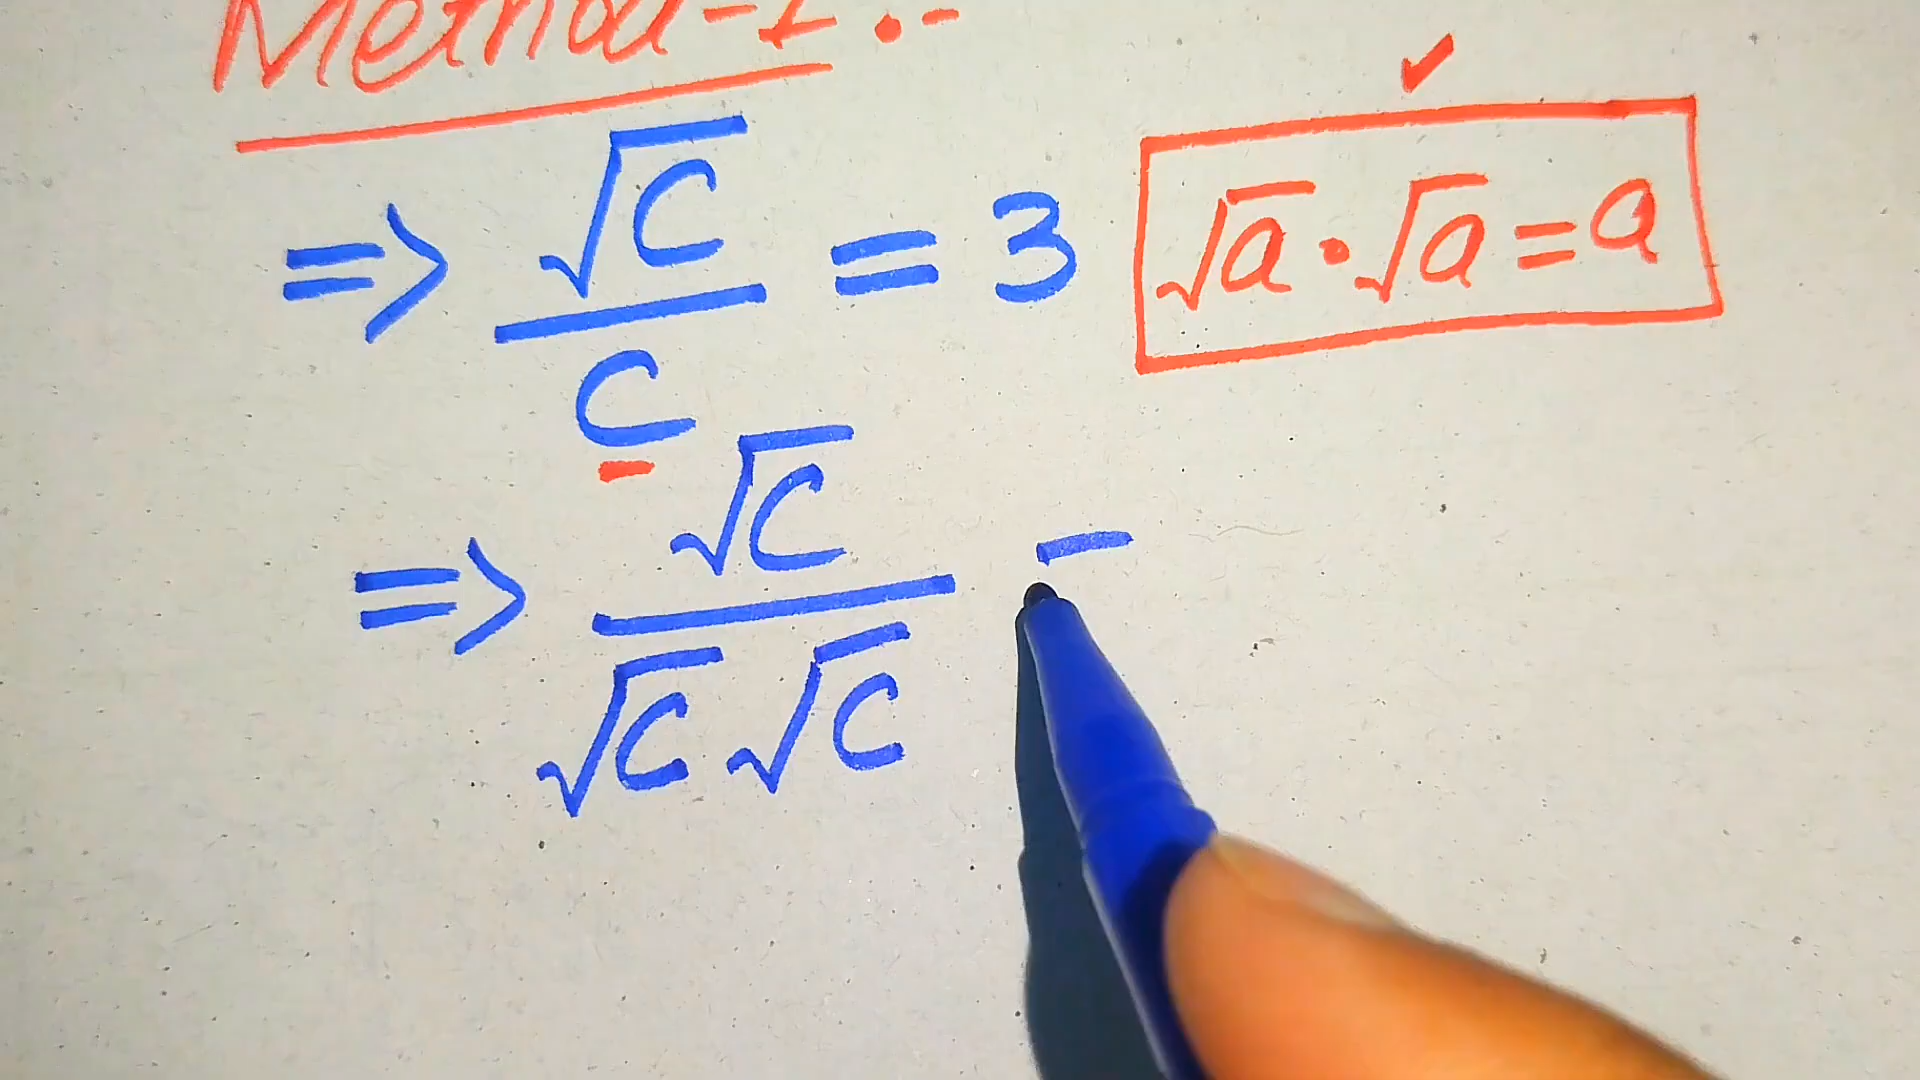 Method-1:-
=> √C / C = 3
√a · √a = a
=> √C / √C √C -